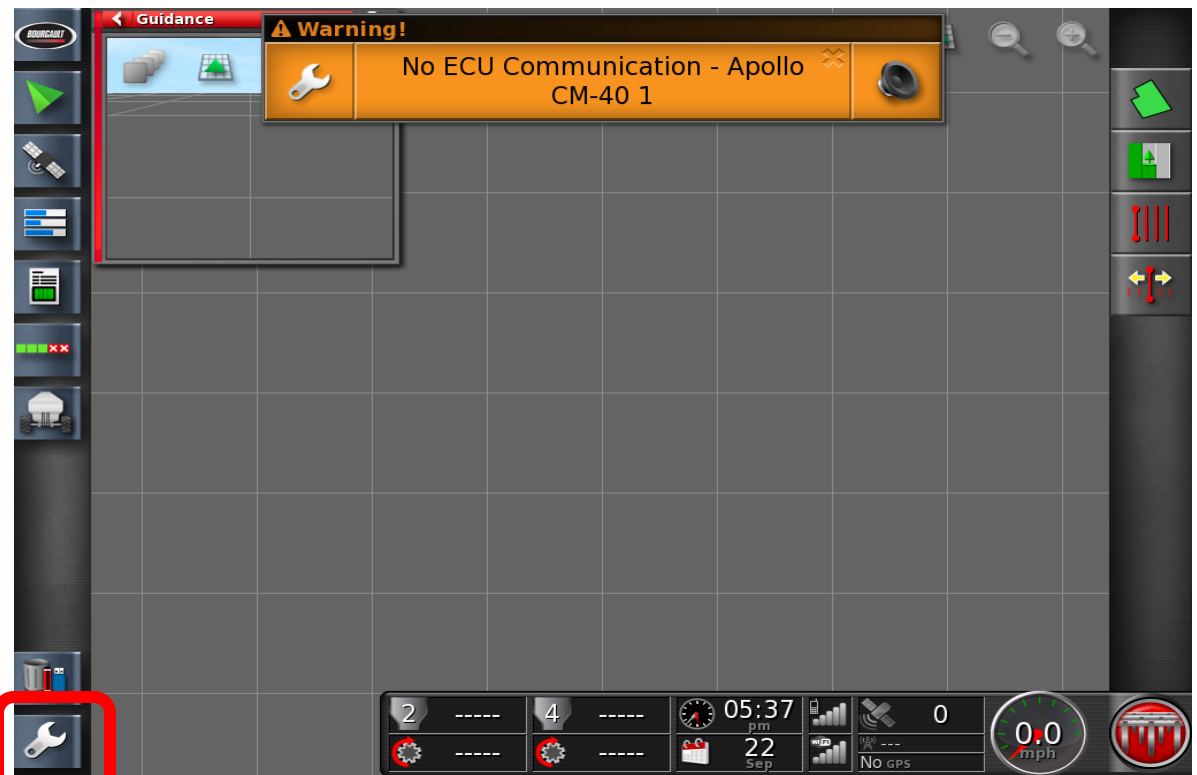 BOURGAULT
Guidance
Warning!
No ECU Communication - Apollo
CM-40 1
2 -----
4 -----
-----
-----
05:37
pm
22
Sep
WiFi
0
---
No GPS
0.0
mph